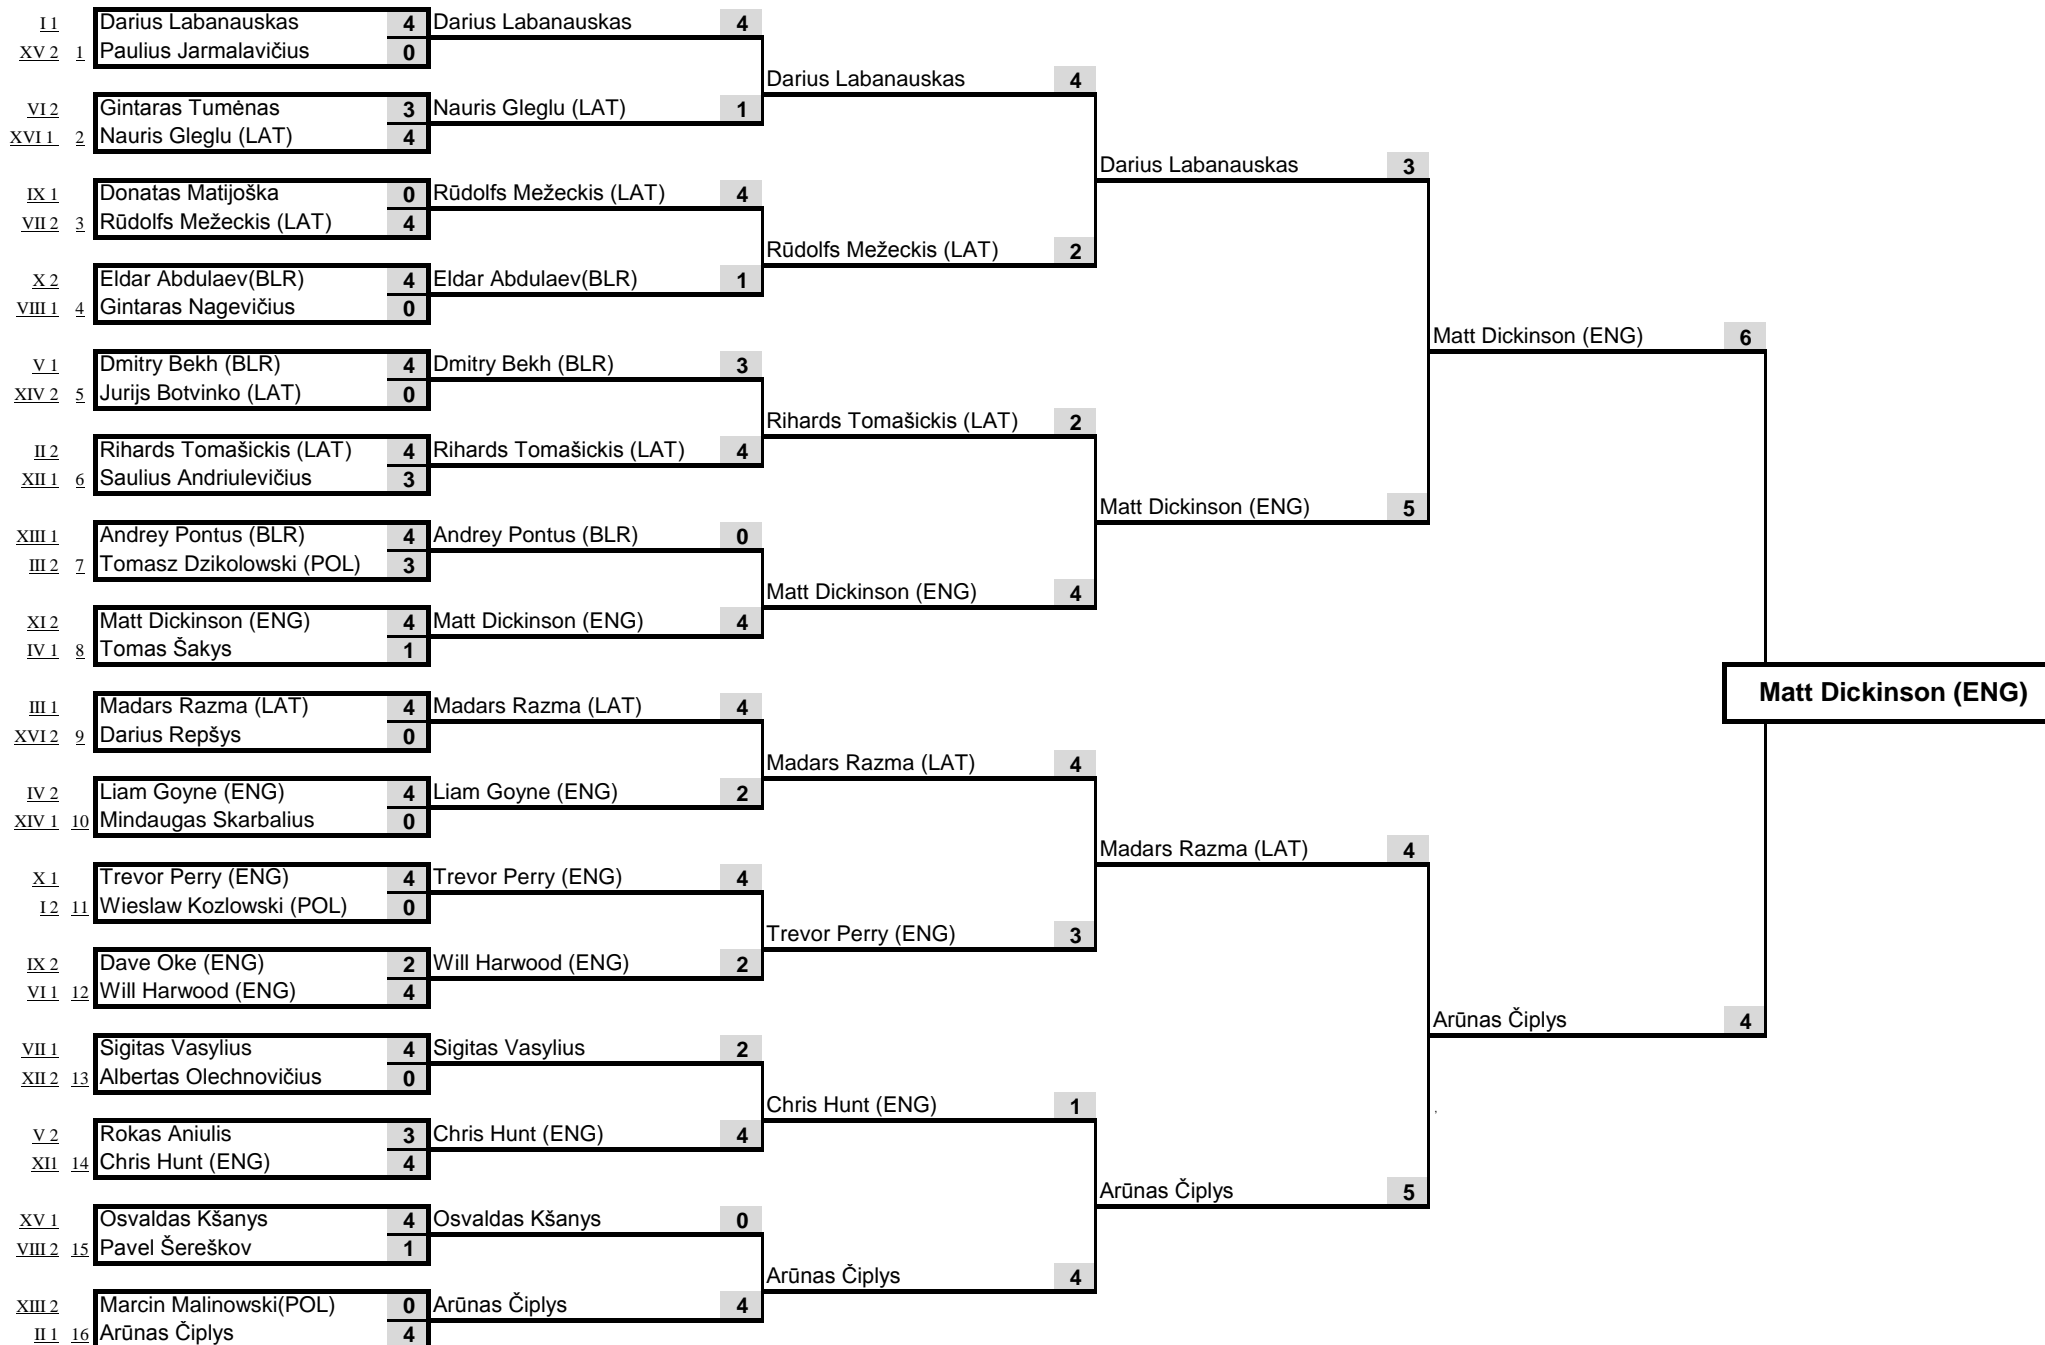 I 1 Darius Labanauskas 4 Darius Labanauskas 4
XV 2 1 Paulius Jarmalavičius 0
Darius Labanauskas 4
VI 2 Gintaras Tumėnas 3 Nauris Gleglu (LAT) 1
XVI 1 2 Nauris Gleglu (LAT) 4
Darius Labanauskas 3
IX 1 Donatas Matijoška 0 Rūdolfs Mežeckis (LAT) 4
VII 2 3 Rūdolfs Mežeckis (LAT) 4
Rūdolfs Mežeckis (LAT) 2
X 2 Eldar Abdulaev(BLR) 4 Eldar Abdulaev(BLR) 1
VIII 1 4 Gintaras Nagevičius 0
Matt Dickinson (ENG) 6
V 1 Dmitry Bekh (BLR) 4 Dmitry Bekh (BLR) 3
XIV 2 5 Jurijs Botvinko (LAT) 0
Rihards Tomašickis (LAT) 2
II 2 Rihards Tomašickis (LAT) 4 Rihards Tomašickis (LAT) 4
XII 1 6 Saulius Andriulevičius 3
Matt Dickinson (ENG) 5
XIII 1 Andrey Pontus (BLR) 4 Andrey Pontus (BLR) 0
III 2 7 Tomasz Dzikolowski (POL) 3
Matt Dickinson (ENG) 4
XI 2 Matt Dickinson (ENG) 4 Matt Dickinson (ENG) 4
IV 1 8 Tomas Šakys 1
Matt Dickinson (ENG)
III 1 Madars Razma (LAT) 4 Madars Razma (LAT) 4
XVI 2 9 Darius Repšys 0
Madars Razma (LAT) 4
IV 2 Liam Goyne (ENG) 4 Liam Goyne (ENG) 2
XIV 1 10 Mindaugas Skarbalius 0
Madars Razma (LAT) 4
X 1 Trevor Perry (ENG) 4 Trevor Perry (ENG) 4
I 2 11 Wieslaw Kozlowski (POL) 0
Trevor Perry (ENG) 3
IX 2 Dave Oke (ENG) 2 Will Harwood (ENG) 2
VI 1 12 Will Harwood (ENG) 4
Arūnas Čiplys 4
VII 1 Sigitas Vasylius 4 Sigitas Vasylius 2
XII 2 13 Albertas Olechnovičius 0
Chris Hunt (ENG) 1
V 2 Rokas Aniulis 3 Chris Hunt (ENG) 4
XI1 14 Chris Hunt (ENG) 4
Arūnas Čiplys 5
XV 1 Osvaldas Kšanys 4 Osvaldas Kšanys 0
VIII 2 15 Pavel Šereškov 1
Arūnas Čiplys 4
XIII 2 Marcin Malinowski(POL) 0 Arūnas Čiplys 4
II 1 16 Arūnas Čiplys 4